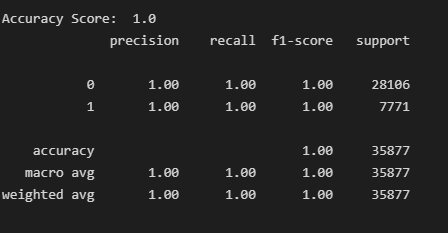 Accuracy Score:  1.0
              precision    recall  f1-score   support

           0       1.00      1.00      1.00     28106
           1       1.00      1.00      1.00      7771

    accuracy                           1.00     35877
   macro avg       1.00      1.00      1.00     35877
weighted avg       1.00      1.00      1.00     35877